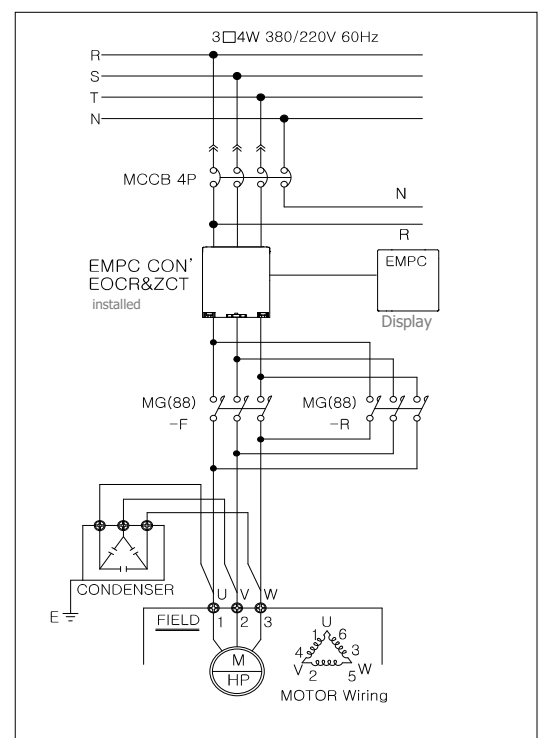 3□4W 380/220V 60Hz
R
S
T
N
MCCB 4P
N
R
EMPC CON'
EOCR&ZCT
installed
EMPC
Display
MG(88)
-F
MG(88)
-R
CONDENSER
E
U V W
FIELD 1 2 3
M
HP
U
1 6
4 3
V 2 5 W
MOTOR Wiring